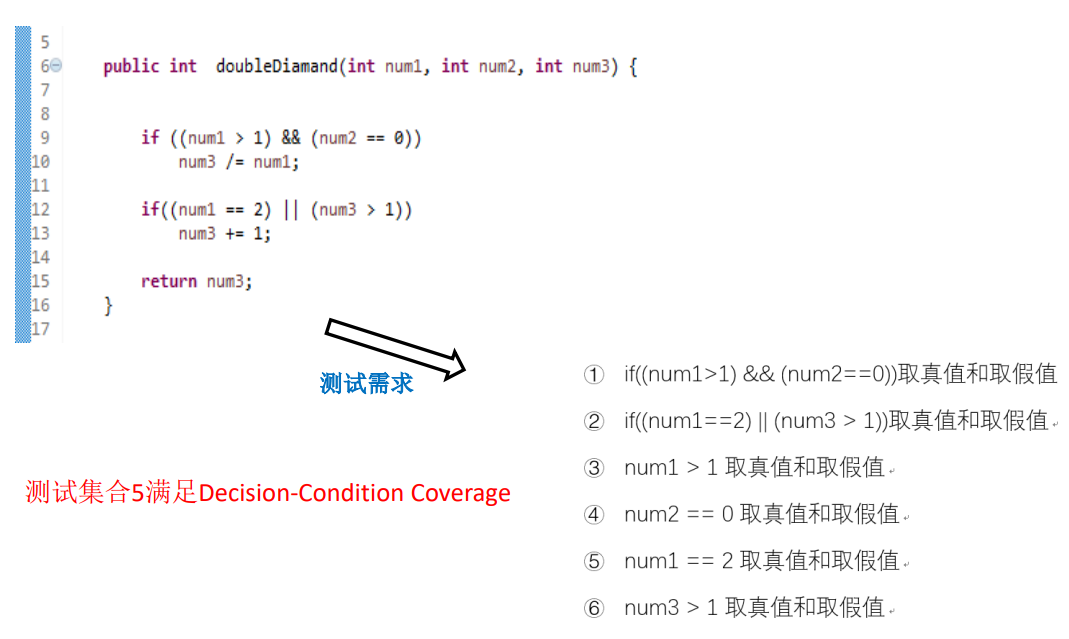 5
6 public int doubleDiamand(int num1, int num2, int num3) {
7
8
9 if ((num1 > 1) && (num2 == 0))
10 num3 /= num1;
11
12 if((num1 == 2) || (num3 > 1))
13 num3 += 1;
14
15 return num3;
16 }
17
测试需求
① if((num1>1) && (num2==0))取真值和取假值
② if((num1==2) || (num3 > 1))取真值和取假值
③ num1 > 1 取真值和取假值
测试集合5满足Decision-Condition Coverage
④ num2 == 0 取真值和取假值
⑤ num1 == 2 取真值和取假值
⑥ num3 > 1 取真值和取假值